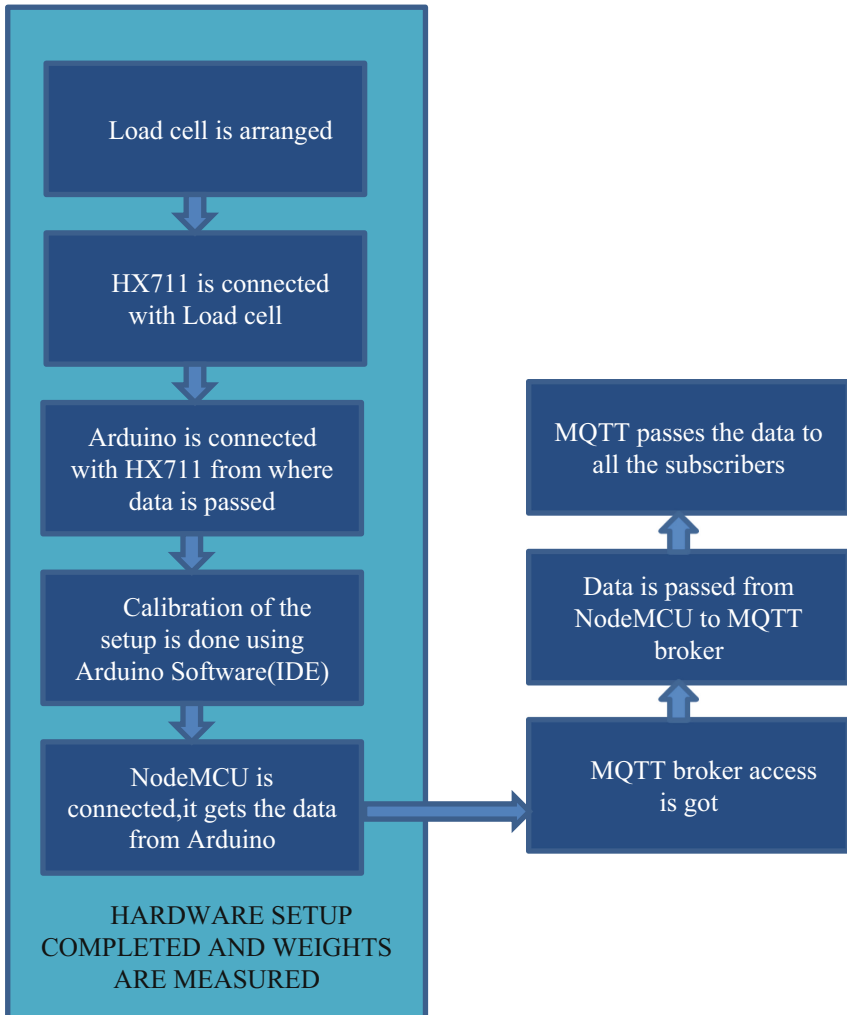 Load cell is arranged
HX711 is connected
with Load cell
Arduino is connected
with HX711 from where
data is passed
Calibration of the
setup is done using
Arduino Software(IDE)
NodeMCU is
connected,it gets the data
from Arduino
HARDWARE SETUP
COMPLETED AND WEIGHTS
ARE MEASURED
MQTT broker access
is got
Data is passed from
NodeMCU to MQTT
broker
MQTT passes the data to
all the subscribers